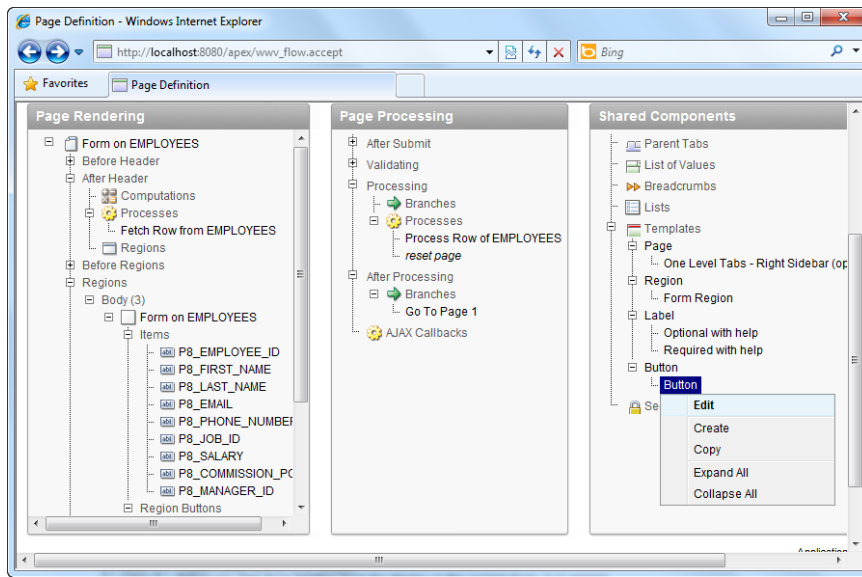 Page Definition - Windows Internet Explorer
http://localhost:8080/apex/wwv_flow.accept
Bing
Favorites
Page Definition
Page Rendering
Form on EMPLOYEES
Before Header
After Header
Computations
Processes
Fetch Row from EMPLOYEES
Regions
Before Regions
Regions
Body (3)
Form on EMPLOYEES
Items
P8_EMPLOYEE_ID
P8_FIRST_NAME
P8_LAST_NAME
P8_EMAIL
P8_PHONE_NUMBER
P8_JOB_ID
P8_SALARY
P8_COMMISSION_PC
P8_MANAGER_ID
Region Buttons
Page Processing
After Submit
Validating
Processing
Branches
Processes
Process Row of EMPLOYEES
reset page
After Processing
Branches
Go To Page 1
AJAX Callbacks
Shared Components
Parent Tabs
List of Values
Breadcrumbs
Lists
Templates
Page
One Level Tabs - Right Sidebar (op
Region
Form Region
Label
Optional with help
Required with help
Button
Button
Se
Edit
Create
Copy
Expand All
Collapse All